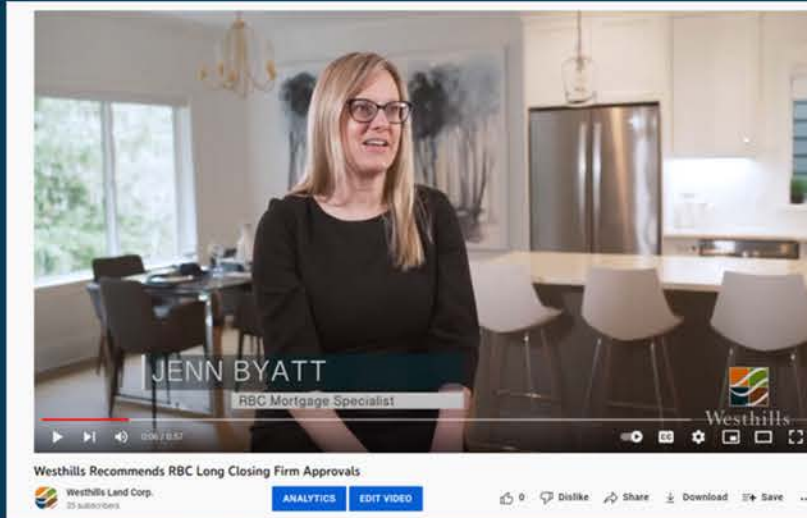 JENN BYATT
RBC Mortgage Specialist
Westhills
0:06 / 0:57
CC
Westhills Recommends RBC Long Closing Firm Approvals
Westhills Land Corp.
25 subscribers
ANALYTICS
EDIT VIDEO
0
Dislike
Share
Download
Save